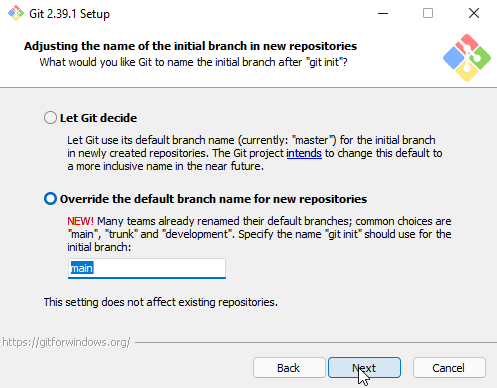 Git 2.39.1 Setup
Adjusting the name of the initial branch in new repositories
What would you like Git to name the initial branch after "git init"?
Let Git decide
Let Git use its default branch name (currently: "master") for the initial branch
in newly created repositories. The Git project intends to change this default to
a more inclusive name in the near future.
Override the default branch name for new repositories
NEW! Many teams already renamed their default branches; common choices are
"main", "trunk" and "development". Specify the name "git init" should use for the
initial branch:
main
This setting does not affect existing repositories.
https://gitforwindows.org/
Back
Next
Cancel